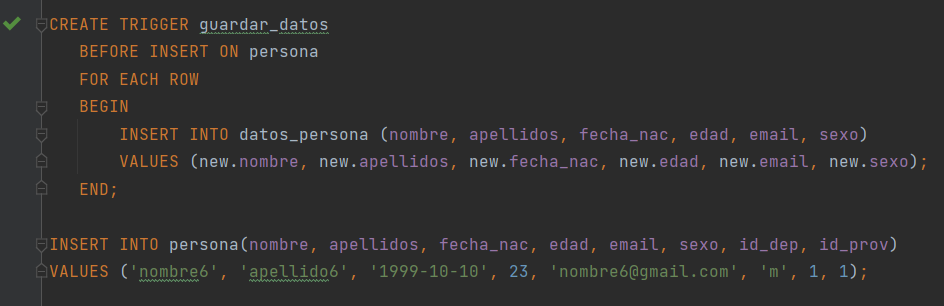 CREATE TRIGGER guardar_datos
BEFORE INSERT ON persona
FOR EACH ROW
BEGIN
INSERT INTO datos_persona (nombre, apellidos, fecha_nac, edad, email, sexo)
VALUES (new.nombre, new.apellidos, new.fecha_nac, new.edad, new.email, new.sexo);
END;
INSERT INTO persona(nombre, apellidos, fecha_nac, edad, email, sexo, id_dep, id_prov)
VALUES ('nombre6', 'apellido6', '1999-10-10', 23, 'nombre6@gmail.com', 'm', 1, 1);